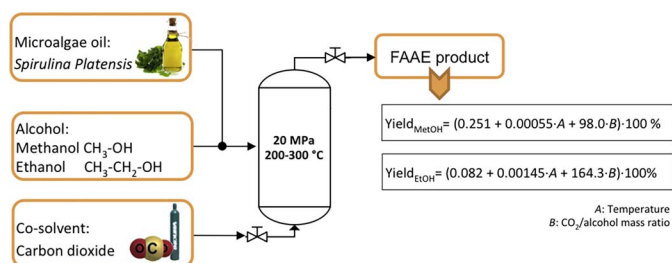 Microalgae oil:
Spirulina Platensis
Alcohol:
Methanol CH₃-OH
Ethanol CH₃-CH₂-OH
Co-solvent:
Carbon dioxide
O C O
20 MPa
200-300 °C
FAAE product
Yield_MetOH= (0.251 + 0.00055·A + 98.0·B)·100 %
Yield_EtOH= (0.082 + 0.00145·A + 164.3·B)·100%
A: Temperature
B: CO₂/alcohol mass ratio